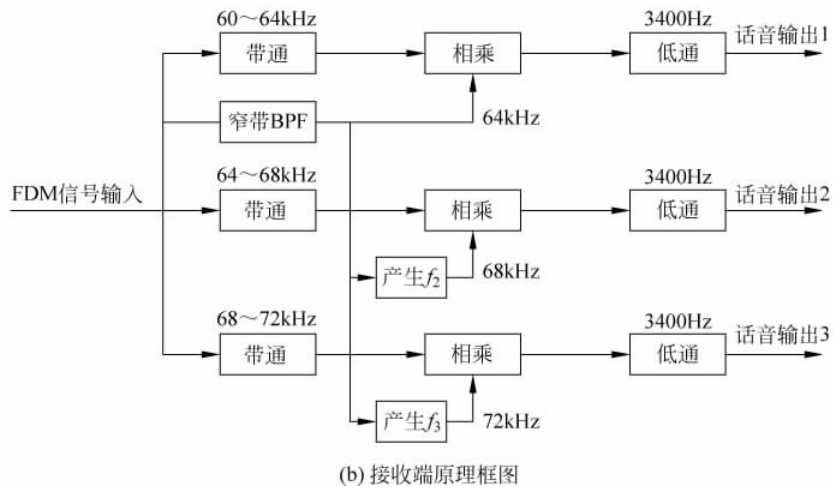 60～64kHz
带通
相乘
3400Hz
低通
话音输出1
窄带BPF
64kHz
FDM信号输入
64～68kHz
带通
相乘
3400Hz
低通
话音输出2
产生f₂
68kHz
68～72kHz
带通
相乘
3400Hz
低通
话音输出3
产生f₃
72kHz
(b) 接收端原理框图